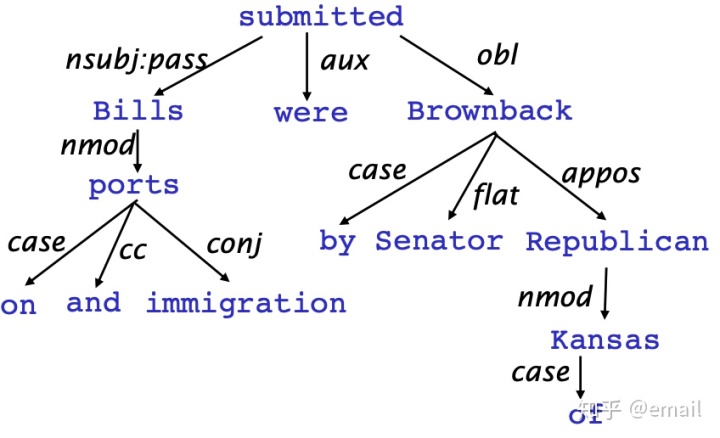 submitted
nsubj:pass aux obl
Bills were Brownback
nmod
case flat appos
ports
by Senator Republican
case cc conj
nmod
on and immigration
Kansas
case
of
知乎 @email